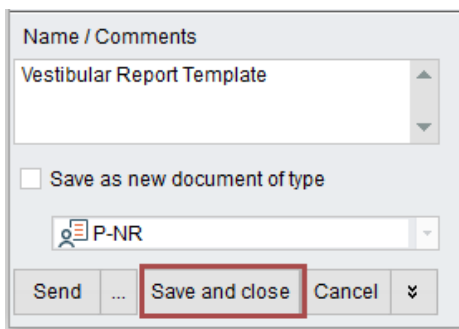 Name / Comments
Vestibular Report Template
Save as new document of type
P-NR
Send ... Save and close Cancel